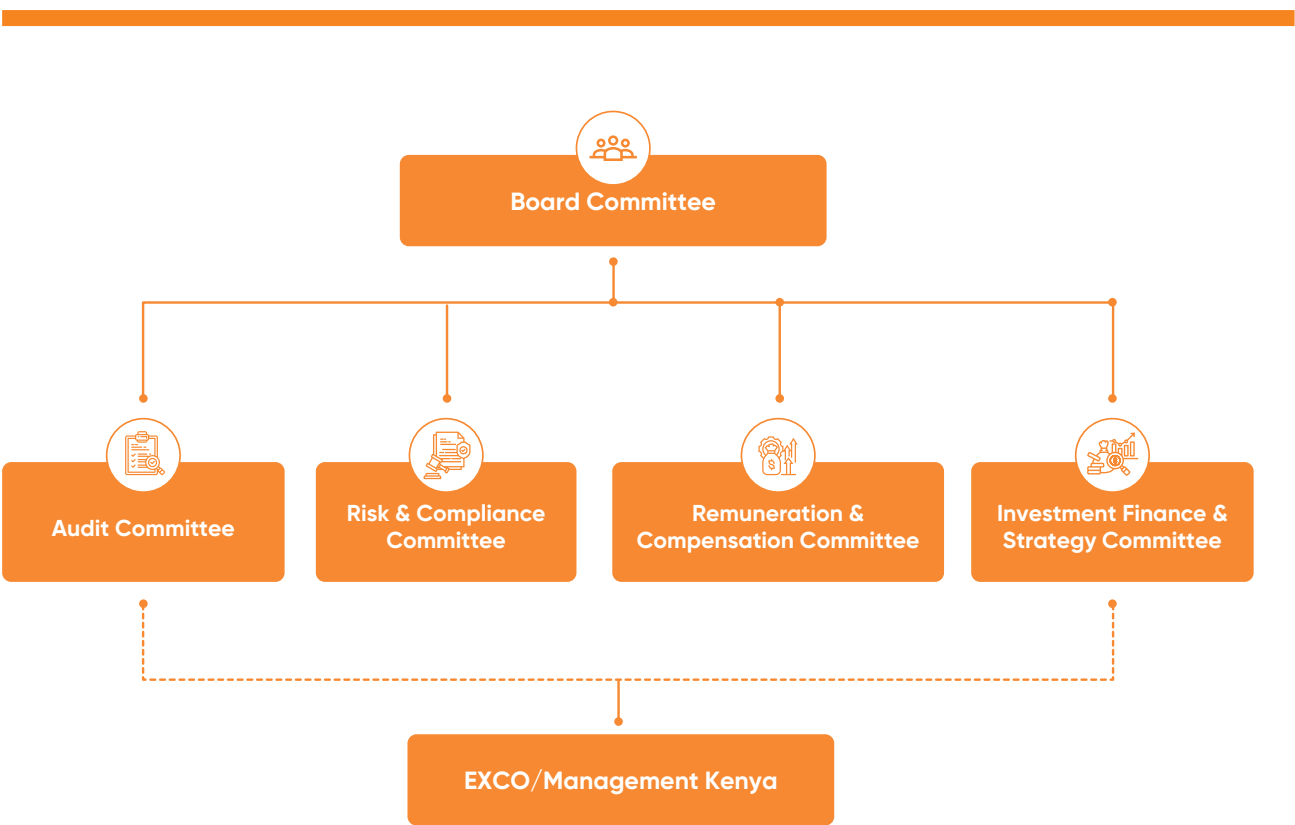 Board Committee
Audit Committee
Risk & Compliance
Committee
Remuneration &
Compensation Committee
Investment Finance &
Strategy Committee
EXCO/Management Kenya